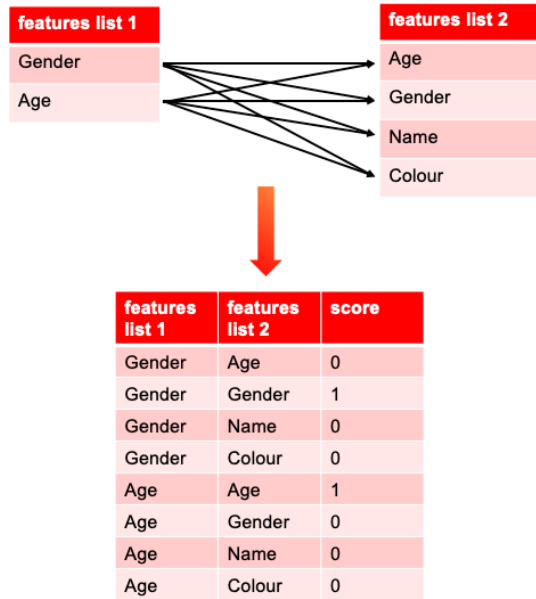 features list 1
Gender
Age
features list 2
Age
Gender
Name
Colour
features list 1 features list 2 score
Gender Age 0
Gender Gender 1
Gender Name 0
Gender Colour 0
Age Age 1
Age Gender 0
Age Name 0
Age Colour 0